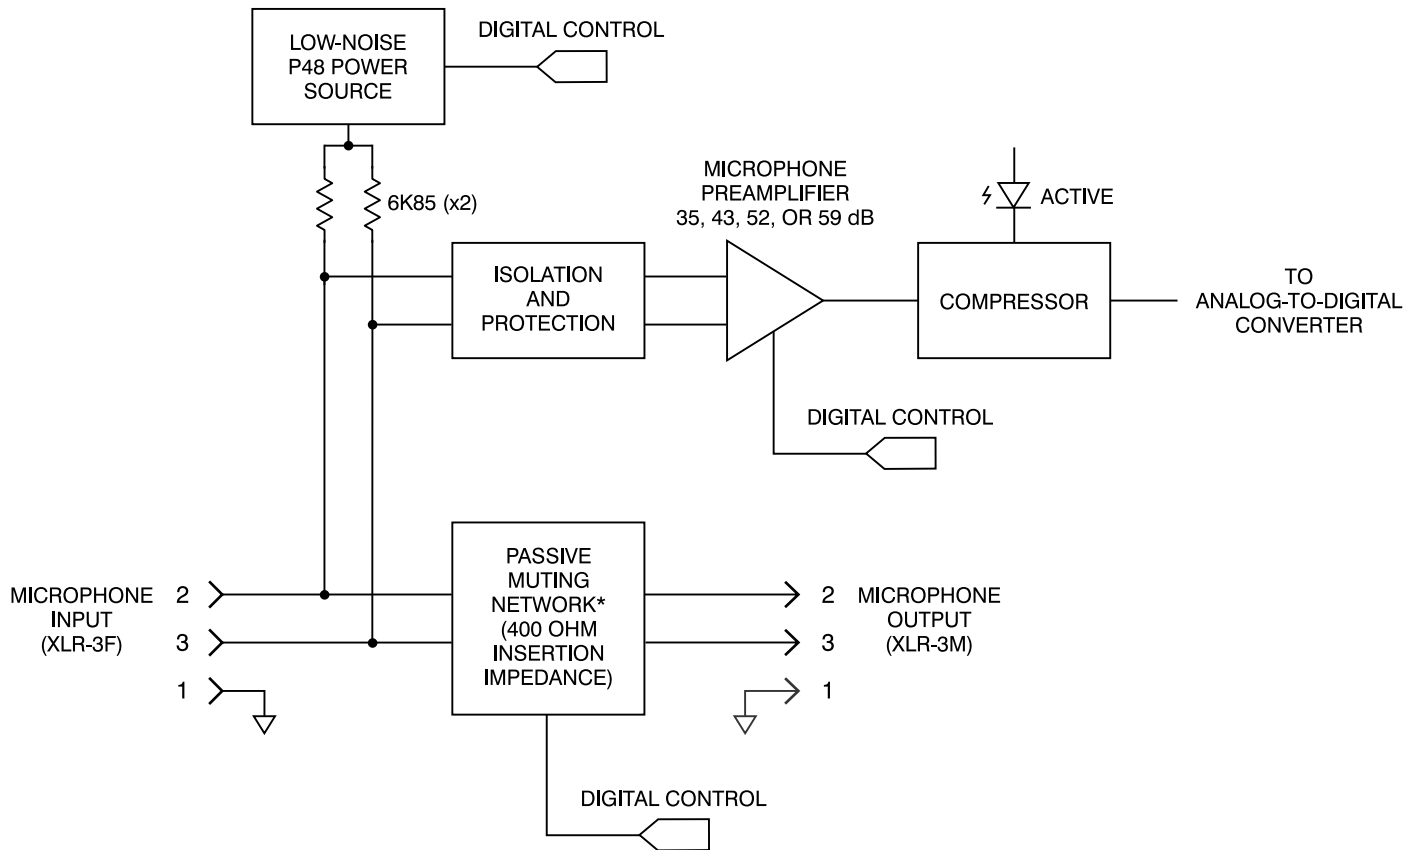 DIGITAL CONTROL
LOW-NOISE
P48 POWER
SOURCE
6K85 (x2)
MICROPHONE
PREAMPLIFIER
35, 43, 52, OR 59 dB
ACTIVE
ISOLATION
AND
PROTECTION
COMPRESSOR
TO
ANALOG-TO-DIGITAL
CONVERTER
DIGITAL CONTROL
MICROPHONE
INPUT
(XLR-3F)
2
3
1
PASSIVE
MUTING
NETWORK*
(400 OHM
INSERTION
IMPEDANCE)
2
3
1
MICROPHONE
OUTPUT
(XLR-3M)
DIGITAL CONTROL